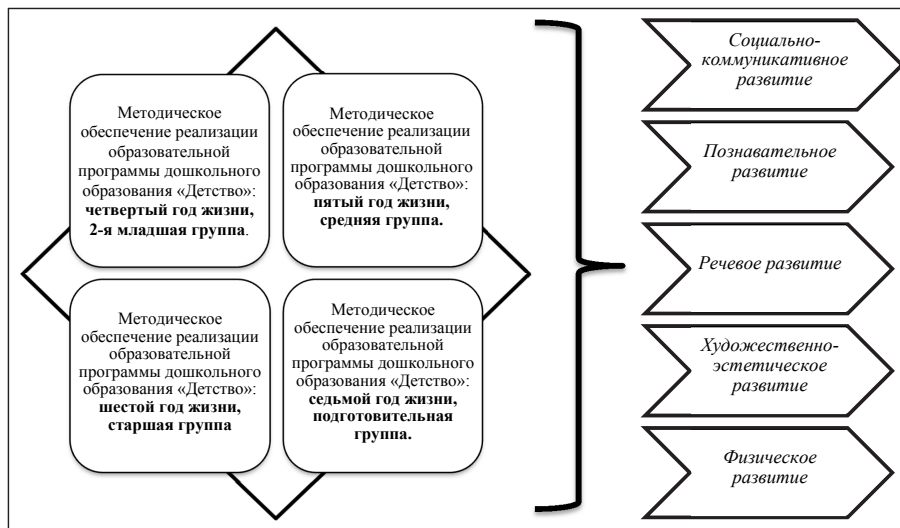 Методическое
обеспечение реализации
образовательной
программы дошкольного
образования «Детство»:
четвертый год жизни,
2-я младшая группа.
Методическое
обеспечение реализации
образовательной
программы дошкольного
образования «Детство»:
пятый год жизни,
средняя группа.
Методическое
обеспечение реализации
образовательной
программы дошкольного
образования «Детство»:
шестой год жизни,
старшая группа
Методическое
обеспечение реализации
образовательной
программы дошкольного
образования «Детство»:
седьмой год жизни,
подготовительная
группа.
Социально-
коммуникативное
развитие
Познавательное
развитие
Речевое развитие
Художественно-
эстетическое
развитие
Физическое
развитие